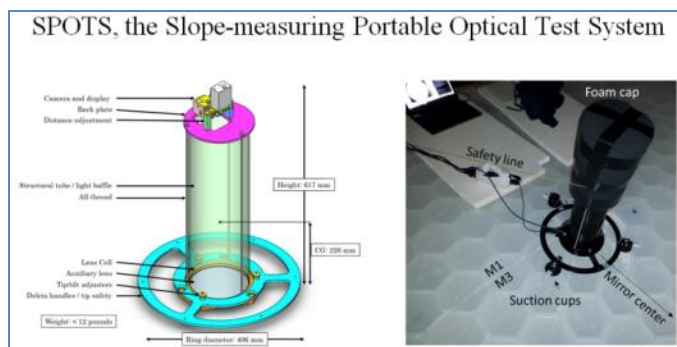 SPOTS, the Slope-measuring Portable Optical Test System
Camera and display
Back plate
Distance adjustment
Structural tube / light baffle
All thread
Height: 617 mm
CG: 226 mm
Lens Cell
Auxiliary lens
Tip/tilt adjusters
Delrin handles / tip safety
Weight: < 12 pounds
Ring diameter: 496 mm
Foam cap
Safety line
M1
M3
Suction cups
Mirror center